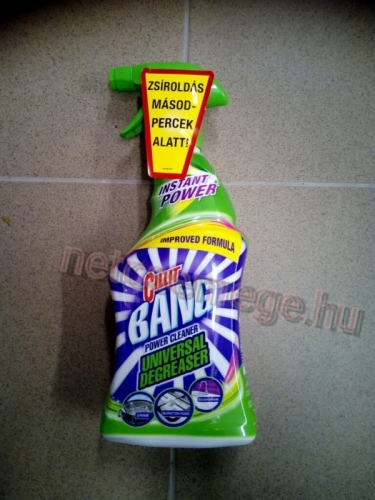 ZSÍROLDÁS
MÁSOD-
PERCEK
ALATT!
INSTANT
POWER
IMPROVED FORMULA
CILLIT
BANG
POWER CLEANER
UNIVERSAL
DEGREASER